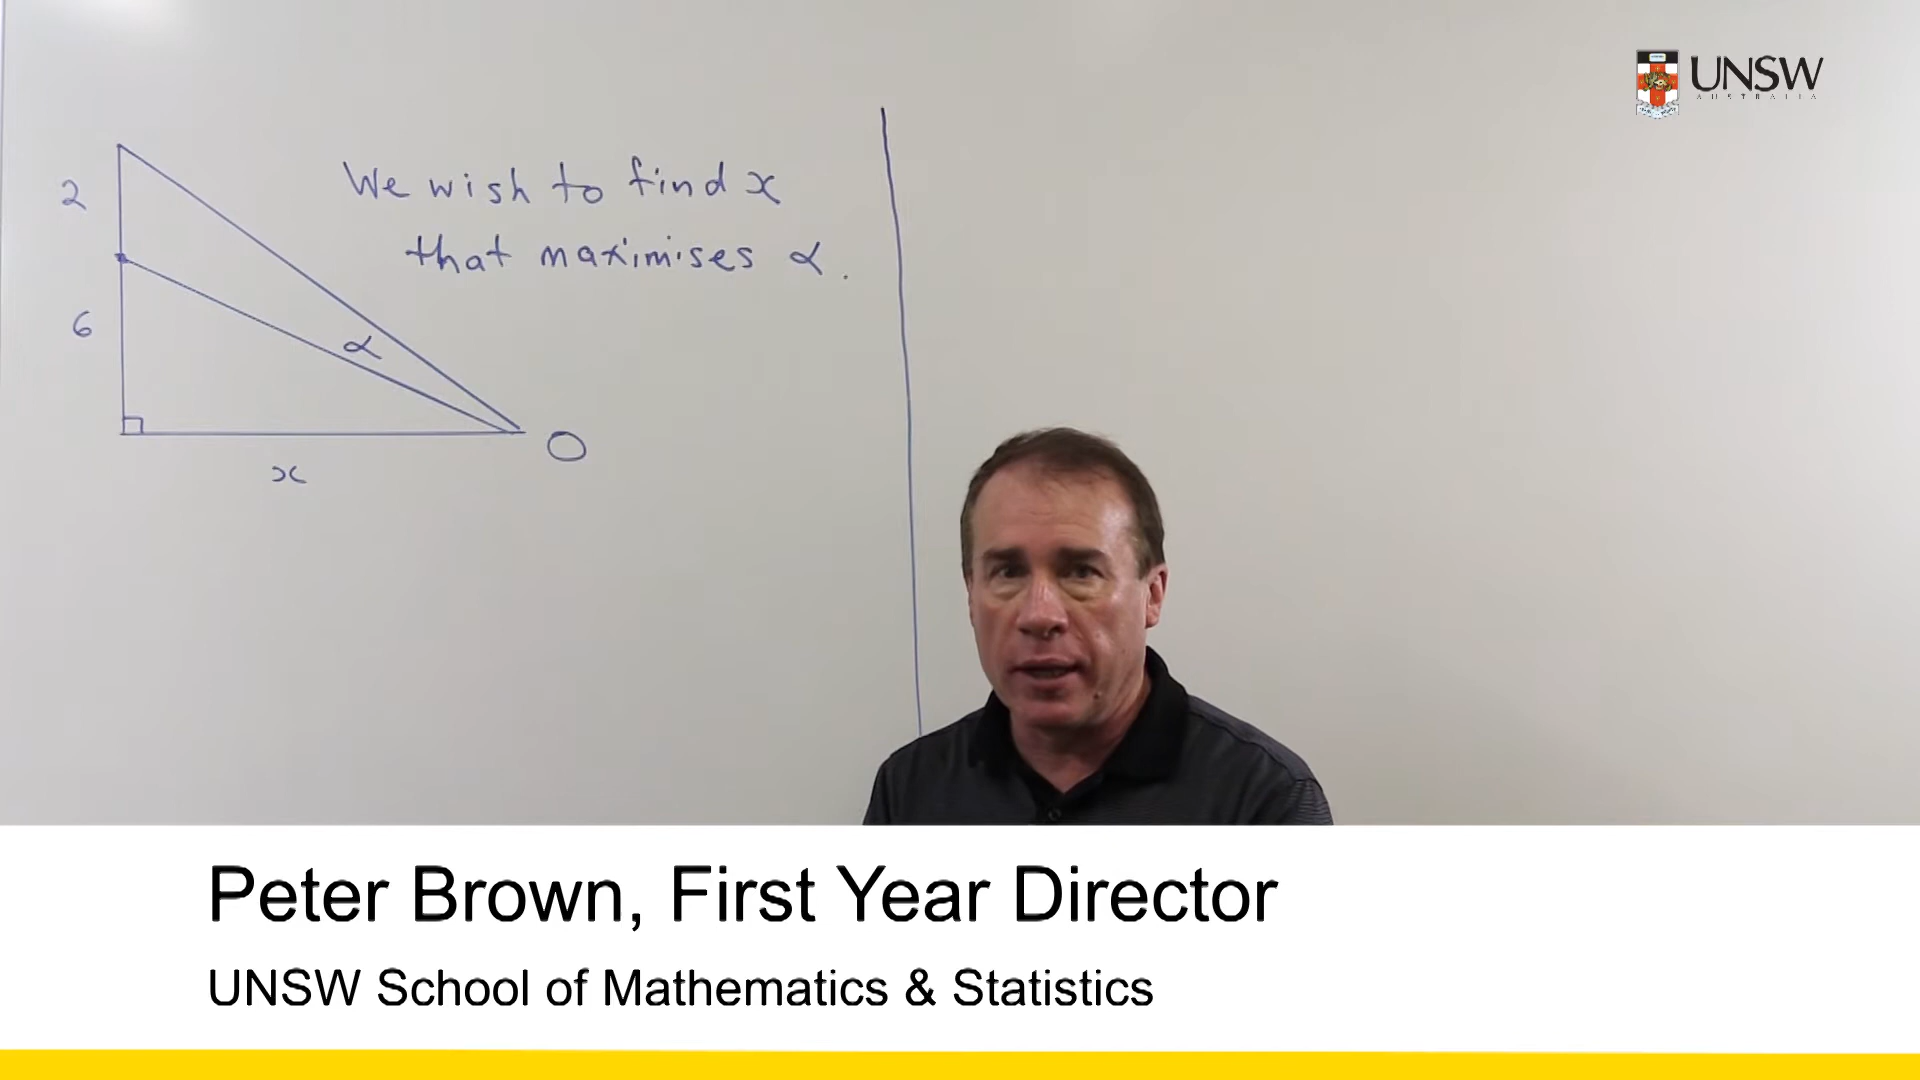 UNSW
AUSTRALIA
2
We wish to find x
that maximises α.
6
α
x
O
Peter Brown, First Year Director
UNSW School of Mathematics & Statistics